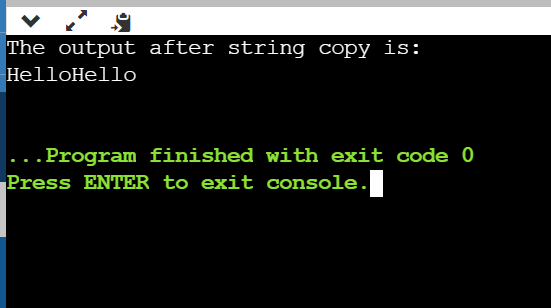 The output after string copy is:
HelloHello
...Program finished with exit code 0
Press ENTER to exit console.